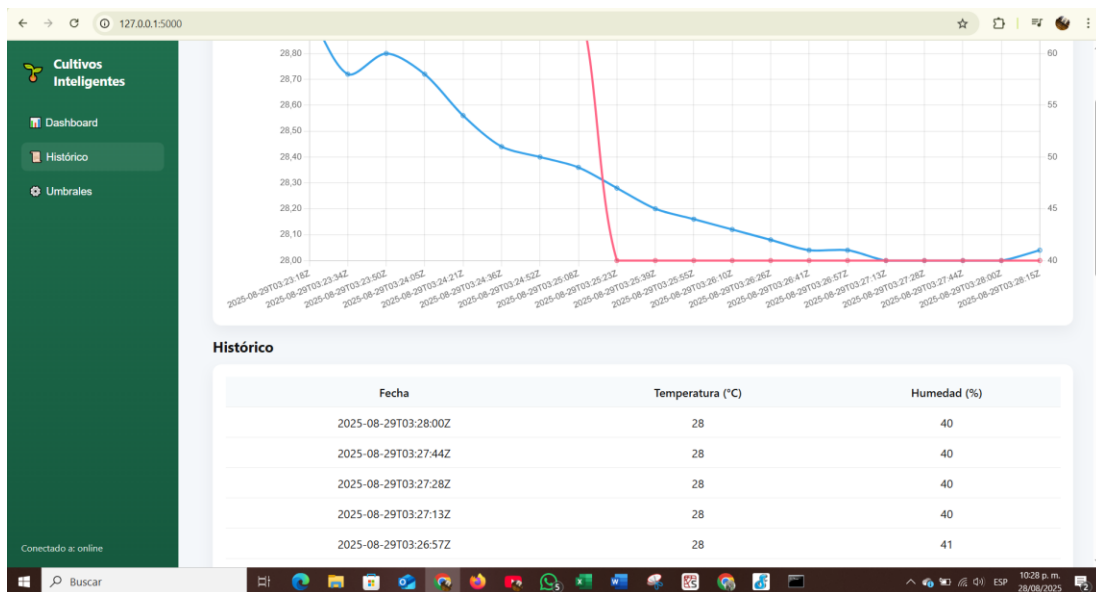 127.0.0.1:5000
Cultivos
Inteligentes
Dashboard
Histórico
Umbrales
28,80
28,70
28,60
28,50
28,40
28,30
28,20
28,10
28,00
60
55
50
45
40
2025-08-29T03:23:18Z
2025-08-29T03:23:34Z
2025-08-29T03:23:50Z
2025-08-29T03:24:05Z
2025-08-29T03:24:21Z
2025-08-29T03:24:36Z
2025-08-29T03:24:52Z
2025-08-29T03:25:08Z
2025-08-29T03:25:23Z
2025-08-29T03:25:39Z
2025-08-29T03:25:55Z
2025-08-29T03:26:10Z
2025-08-29T03:26:26Z
2025-08-29T03:26:41Z
2025-08-29T03:26:57Z
2025-08-29T03:27:13Z
2025-08-29T03:27:28Z
2025-08-29T03:27:44Z
2025-08-29T03:28:00Z
2025-08-29T03:28:15Z
Histórico
Fecha Temperatura (°C) Humedad (%)
2025-08-29T03:28:00Z 28 40
2025-08-29T03:27:44Z 28 40
2025-08-29T03:27:28Z 28 40
2025-08-29T03:27:13Z 28 40
2025-08-29T03:26:57Z 28 41
Conectado a: online
Buscar
5
ESP
10:28 p. m.
28/08/2025
2